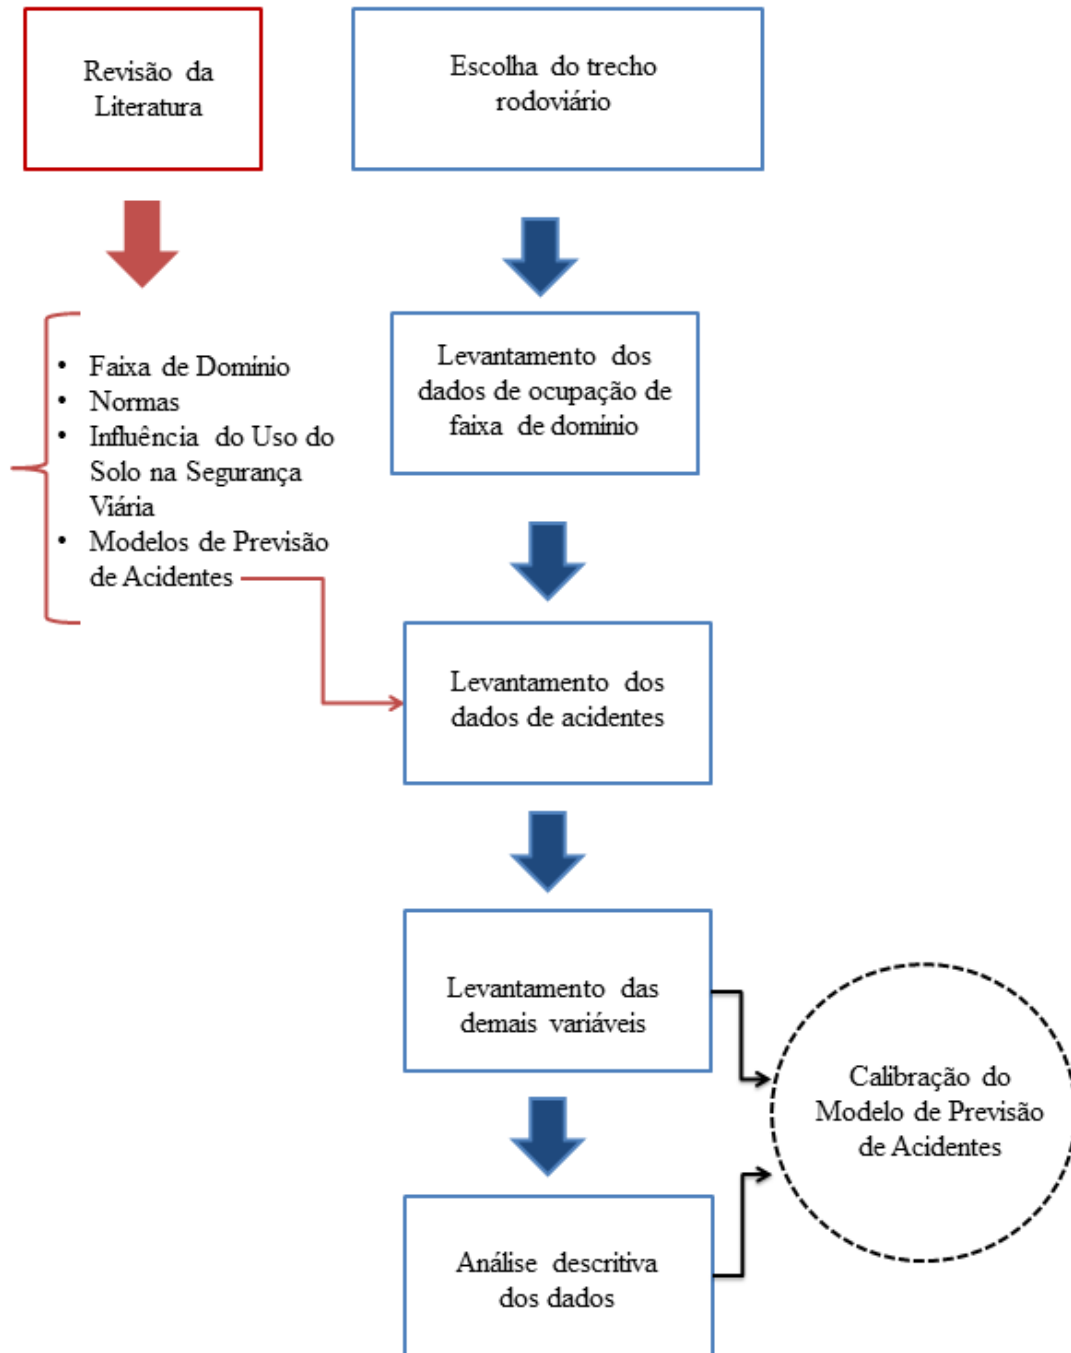 Revisão da
Literatura
Escolha do trecho
rodoviário
• Faixa de Domínio
• Normas
• Influência do Uso do
Solo na Segurança
Viária
• Modelos de Previsão
de Acidentes
Levantamento dos
dados de ocupação de
faixa de domínio
Levantamento dos
dados de acidentes
Levantamento das
demais variáveis
Calibração do
Modelo de Previsão
de Acidentes
Análise descritiva
dos dados